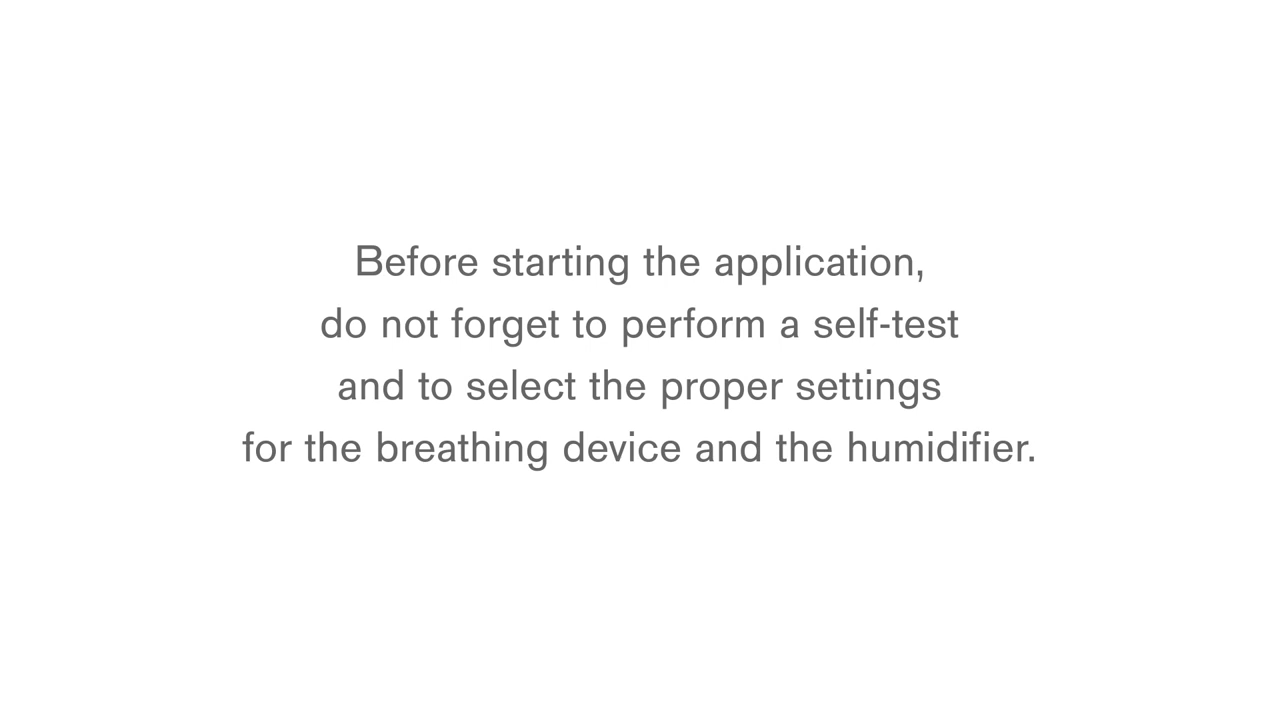 Before starting the application,
do not forget to perform a self-test
and to select the proper settings
for the breathing device and the humidifier.